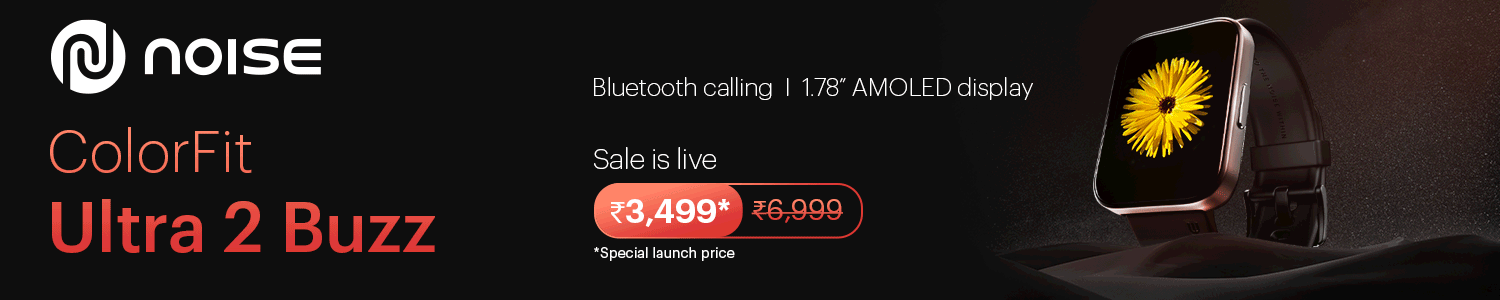 NOISE
ColorFit
Ultra 2 Buzz
Bluetooth calling | 1.78” AMOLED display
Sale is live
₹3,499* ₹6,999
*Special launch price